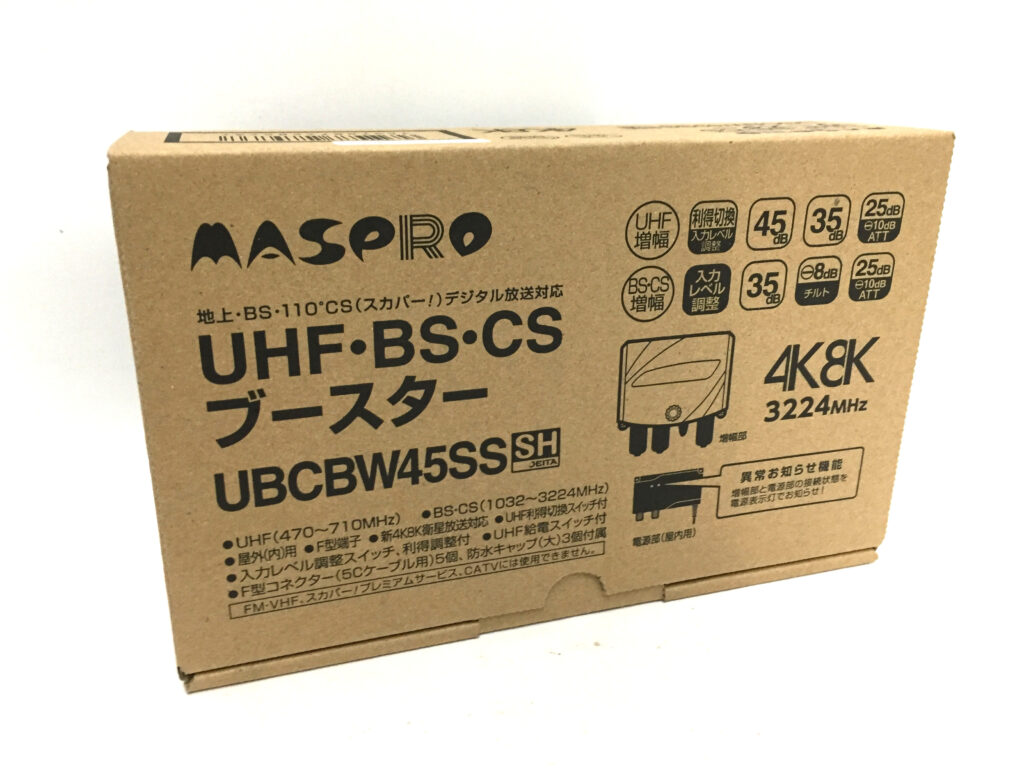 MASPRO
地上・BS・110°CS(スカパー!)デジタル放送対応
UHF・BS・CS
ブースター
UBCBW45SS SH
JEITA
●UHF(470〜710MHz) ●BS・CS(1032〜3224MHz)
●屋外(内)用 ●F型端子 ●新4K8K衛星放送対応 ●UHF利得切換スイッチ付
●入力レベル調整スイッチ、利得調整付 ●UHF給電スイッチ付
●F型コネクター(5Cケーブル用)5個、防水キャップ(大)3個付属
FM・VHF、スカパー!プレミアムサービス、CATVには使用できません。
UHF
増幅
利得切換
入力レベル
調整
45
dB
35
dB
25dB
⊖10dB
ATT
BS・CS
増幅
入力
レベル
調整
35
dB
⊖8dB
チルト
25dB
⊖10dB
ATT
4K8K
3224MHz
増幅部
異常お知らせ機能
増幅部と電源部の接続状態を
電源表示灯でお知らせ!
電源部(屋内用)